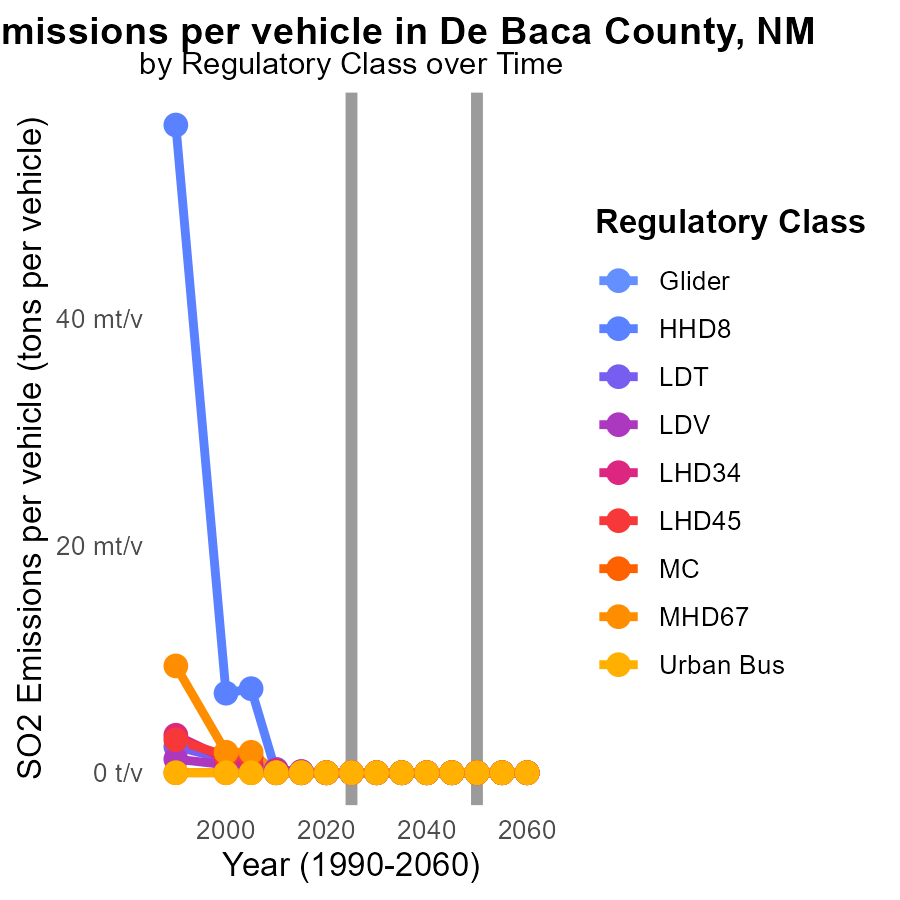 missions per vehicle in De Baca County, NM
by Regulatory Class over Time
SO2 Emissions per vehicle (tons per vehicle)
40 mt/v
20 mt/v
0 t/v
2000 2020 2040 2060
Year (1990-2060)
Regulatory Class
Glider
HHD8
LDT
LDV
LHD34
LHD45
MC
MHD67
Urban Bus